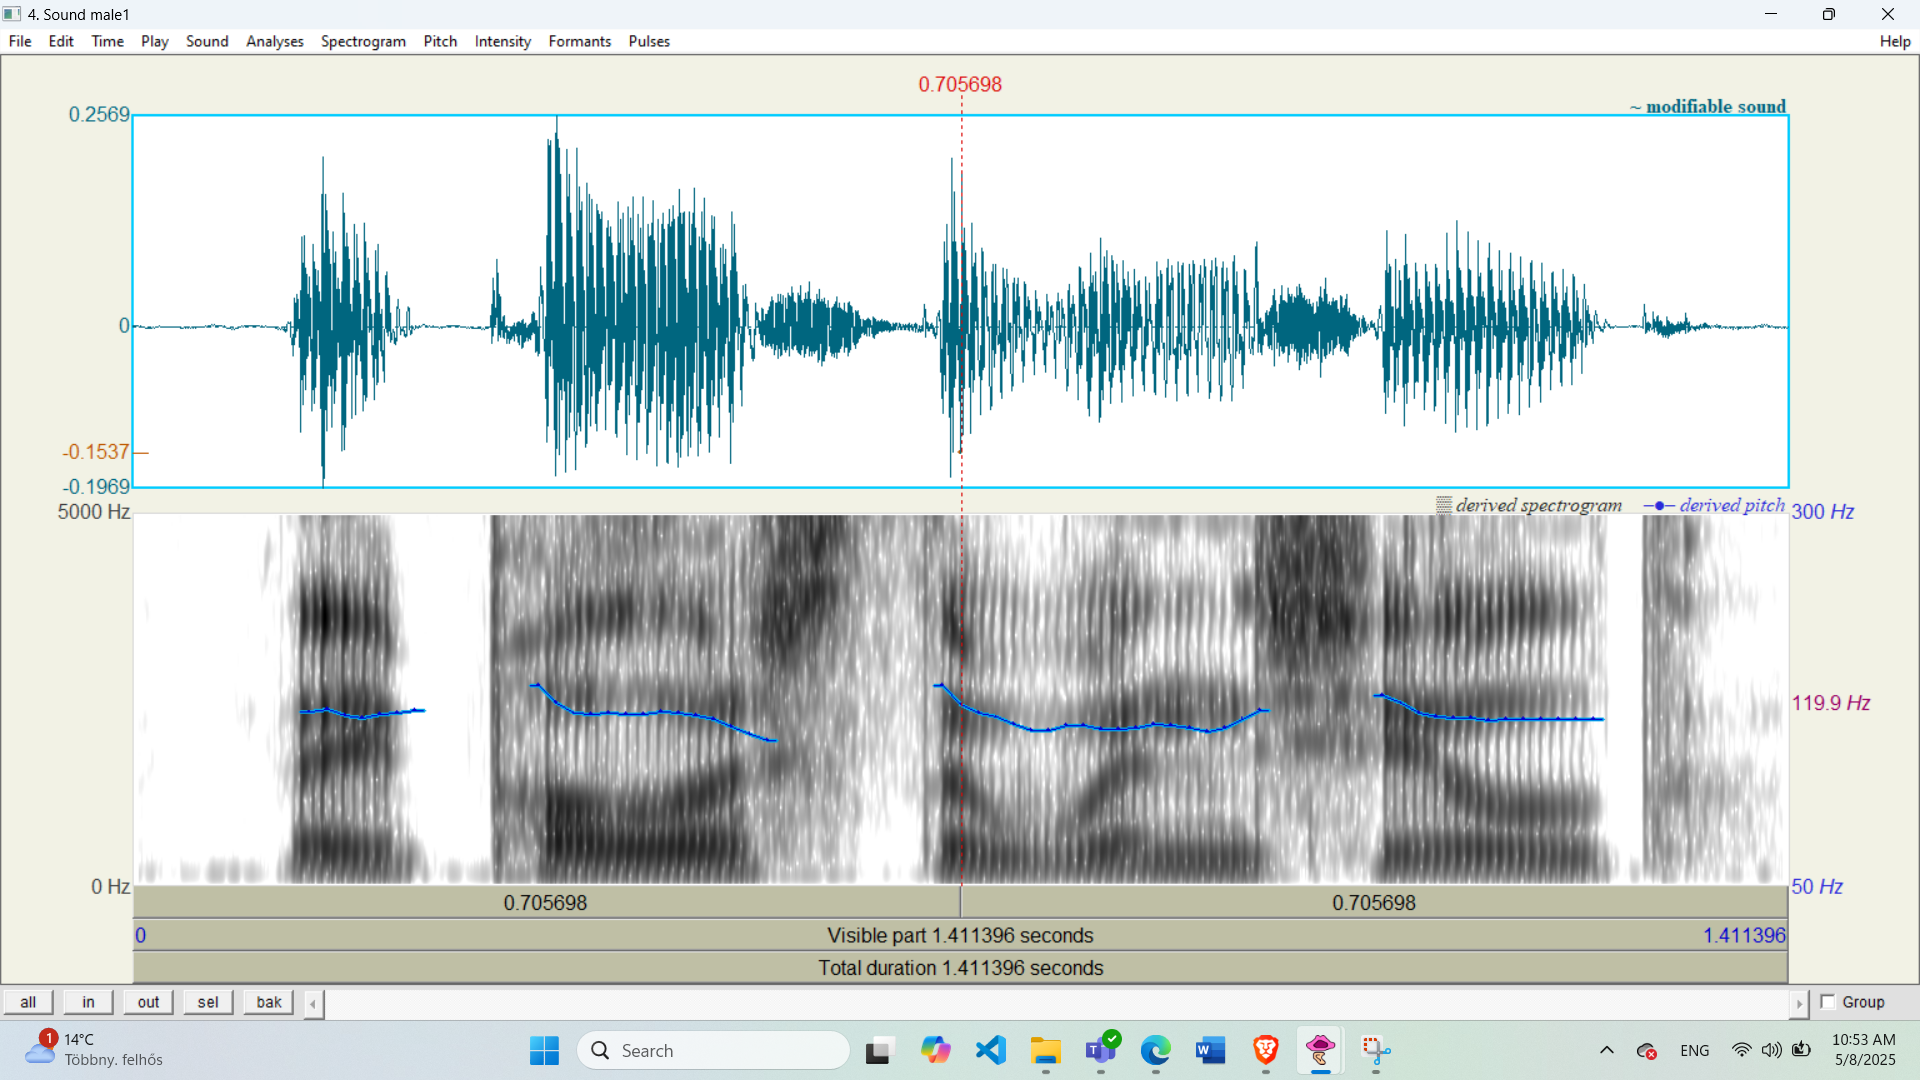 4. Sound male1
File Edit Time Play Sound Analyses Spectrogram Pitch Intensity Formants Pulses Help
0.705698
0.2569
~ modifiable sound
0
-0.1537
-0.1969
5000 Hz
derived spectrogram
derived pitch
300 Hz
119.9 Hz
0 Hz
50 Hz
0.705698 0.705698
0 Visible part 1.411396 seconds 1.411396
Total duration 1.411396 seconds
all in out sel bak Group
1
14°C
Többny. felhős
Search
ENG
10:53 AM
5/8/2025